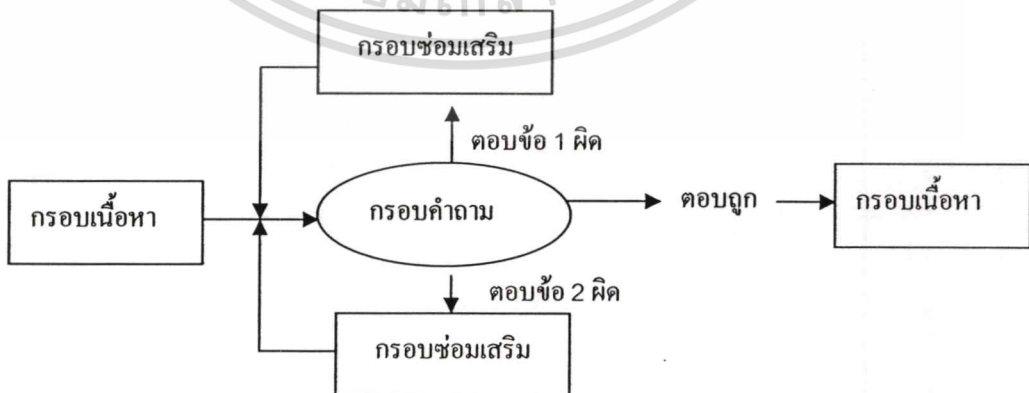 กรอบซ่อมเสริม
ตอบข้อ 1 ผิด
กรอบเนื้อหา
กรอบคำถาม
ตอบถูก
กรอบเนื้อหา
ตอบข้อ 2 ผิด
กรอบซ่อมเสริม